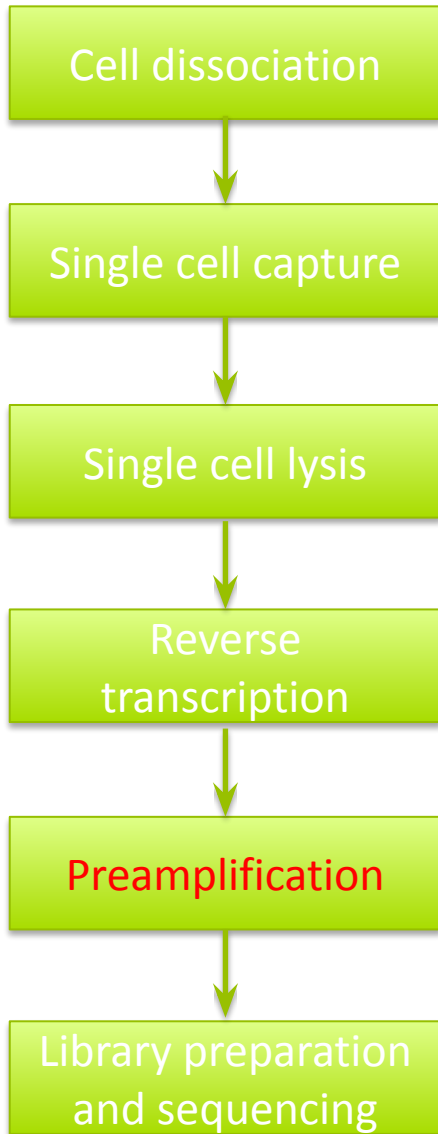 Cell dissociation
Single cell capture
Single cell lysis
Reverse
transcription
Preamplification
Library preparation
and sequencing